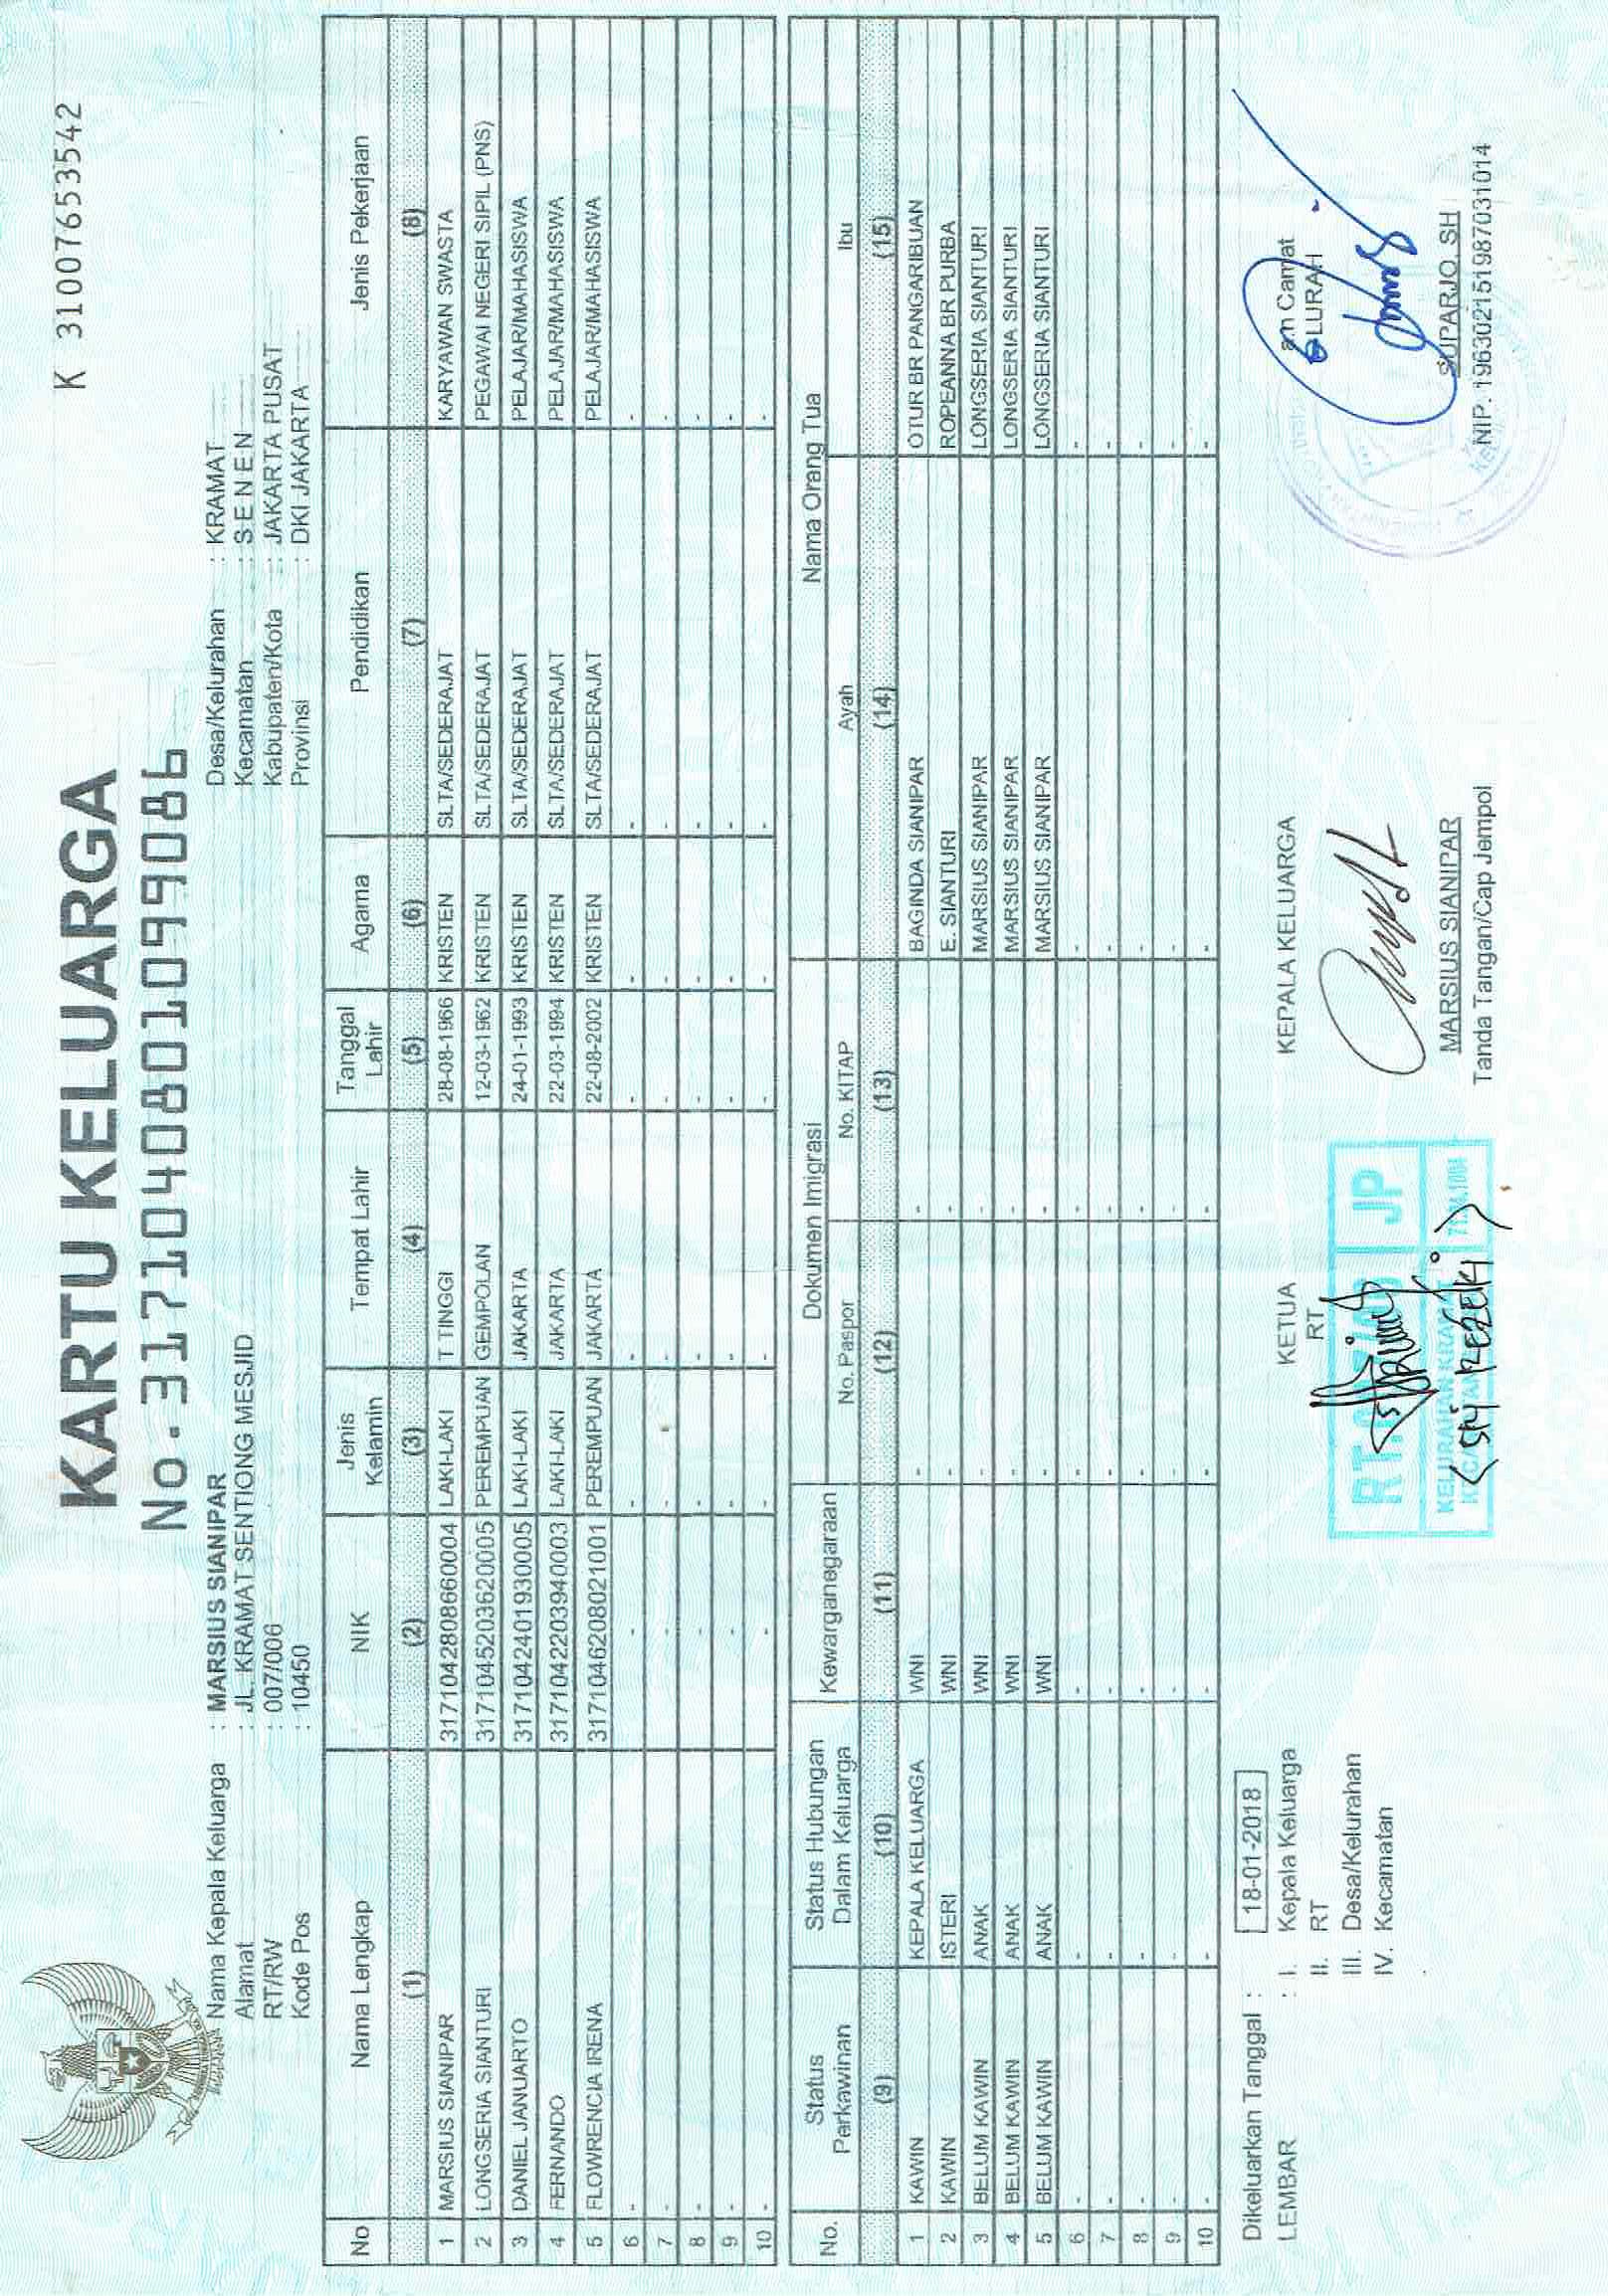 KARTU KELUARGA
K 31007653542
No. 3171040801099086
Nama Kepala Keluarga : MARSIUS SIANIPAR
Alamat : JL. KRAMAT SENTIONG MESJID
RT/RW : 007/006
Kode Pos : 10450
Desa/Kelurahan : KRAMAT
Kecamatan : S E N E N
Kabupaten/Kota : JAKARTA PUSAT
Provinsi : DKI JAKARTA
No Nama Lengkap NIK Jenis Kelamin Tempat Lahir Tanggal Lahir Agama Pendidikan Jenis Pekerjaan
(1) (2) (3) (4) (5) (6) (7) (8)
1 MARSIUS SIANIPAR 3171042808660004 LAKI-LAKI T TINGGI 28-08-1966 KRISTEN SLTA/SEDERAJAT KARYAWAN SWASTA
2 LONGSERIA SIANTURI 3171045203620005 PEREMPUAN GEMPOLAN 12-03-1962 KRISTEN SLTA/SEDERAJAT PEGAWAI NEGERI SIPIL (PNS)
3 DANIEL JANUARTO 3171042401930005 LAKI-LAKI JAKARTA 24-01-1993 KRISTEN SLTA/SEDERAJAT PELAJAR/MAHASISWA
4 FERNANDO 3171042203940003 LAKI-LAKI JAKARTA 22-03-1994 KRISTEN SLTA/SEDERAJAT PELAJAR/MAHASISWA
5 FLOWRENCIA IRENA 3171046208021001 PEREMPUAN JAKARTA 22-08-2002 KRISTEN SLTA/SEDERAJAT PELAJAR/MAHASISWA
6 - - - - - - - -
7 - - - - - - - -
8 - - - - - - - -
9 - - - - - - - -
10 - - - - - - - -
No. Status Perkawinan Status Hubungan Dalam Keluarga Kewarganegaraan Dokumen Imigrasi Nama Orang Tua
No. Paspor No. KITAP Ayah Ibu
(9) (10) (11) (12) (13) (14) (15)
1 KAWIN KEPALA KELUARGA WNI - - BAGINDA SIANIPAR OTUR BR PANGARIBUAN
2 KAWIN ISTERI WNI - - E. SIANTURI ROPEANNA BR PURBA
3 BELUM KAWIN ANAK WNI - - MARSIUS SIANIPAR LONGSERIA SIANTURI
4 BELUM KAWIN ANAK WNI - - MARSIUS SIANIPAR LONGSERIA SIANTURI
5 BELUM KAWIN ANAK WNI - - MARSIUS SIANIPAR LONGSERIA SIANTURI
6 - - - - - - -
7 - - - - - - -
8 - - - - - - -
9 - - - - - - -
10 - - - - - - -
Dikeluarkan Tanggal : 18-01-2018
LEMBAR : I. Kepala Keluarga
II. RT
III. Desa/Kelurahan
IV. Kecamatan
KETUA
RT
JP
KELURAHAN KRAMAT
(SRI REZEKI)
KEPALA KELUARGA
MARSIUS SIANIPAR
Tanda Tangan/Cap Jempol
a.n Camat
LURAH
SUPARJO, SH
NIP. 196302151987031014